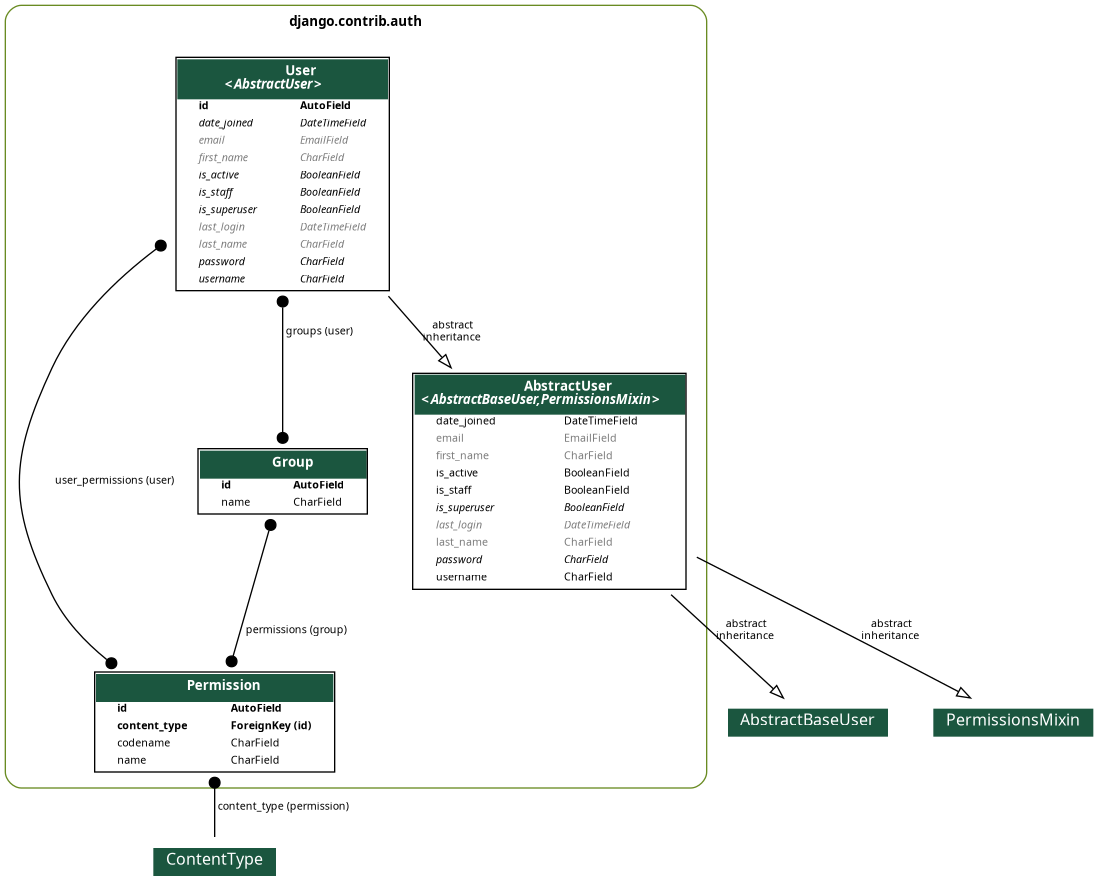 django.contrib.auth
User
<AbstractUser>
id AutoField
date_joined DateTimeField
email EmailField
first_name CharField
is_active BooleanField
is_staff BooleanField
is_superuser BooleanField
last_login DateTimeField
last_name CharField
password CharField
username CharField
groups (user)
abstract
inheritance
AbstractUser
<AbstractBaseUser,PermissionsMixin>
date_joined DateTimeField
email EmailField
first_name CharField
is_active BooleanField
is_staff BooleanField
is_superuser BooleanField
last_login DateTimeField
last_name CharField
password CharField
username CharField
Group
id AutoField
name CharField
user_permissions (user)
permissions (group)
abstract
inheritance
abstract
inheritance
Permission
id AutoField
content_type ForeignKey (id)
codename CharField
name CharField
AbstractBaseUser
PermissionsMixin
content_type (permission)
ContentType